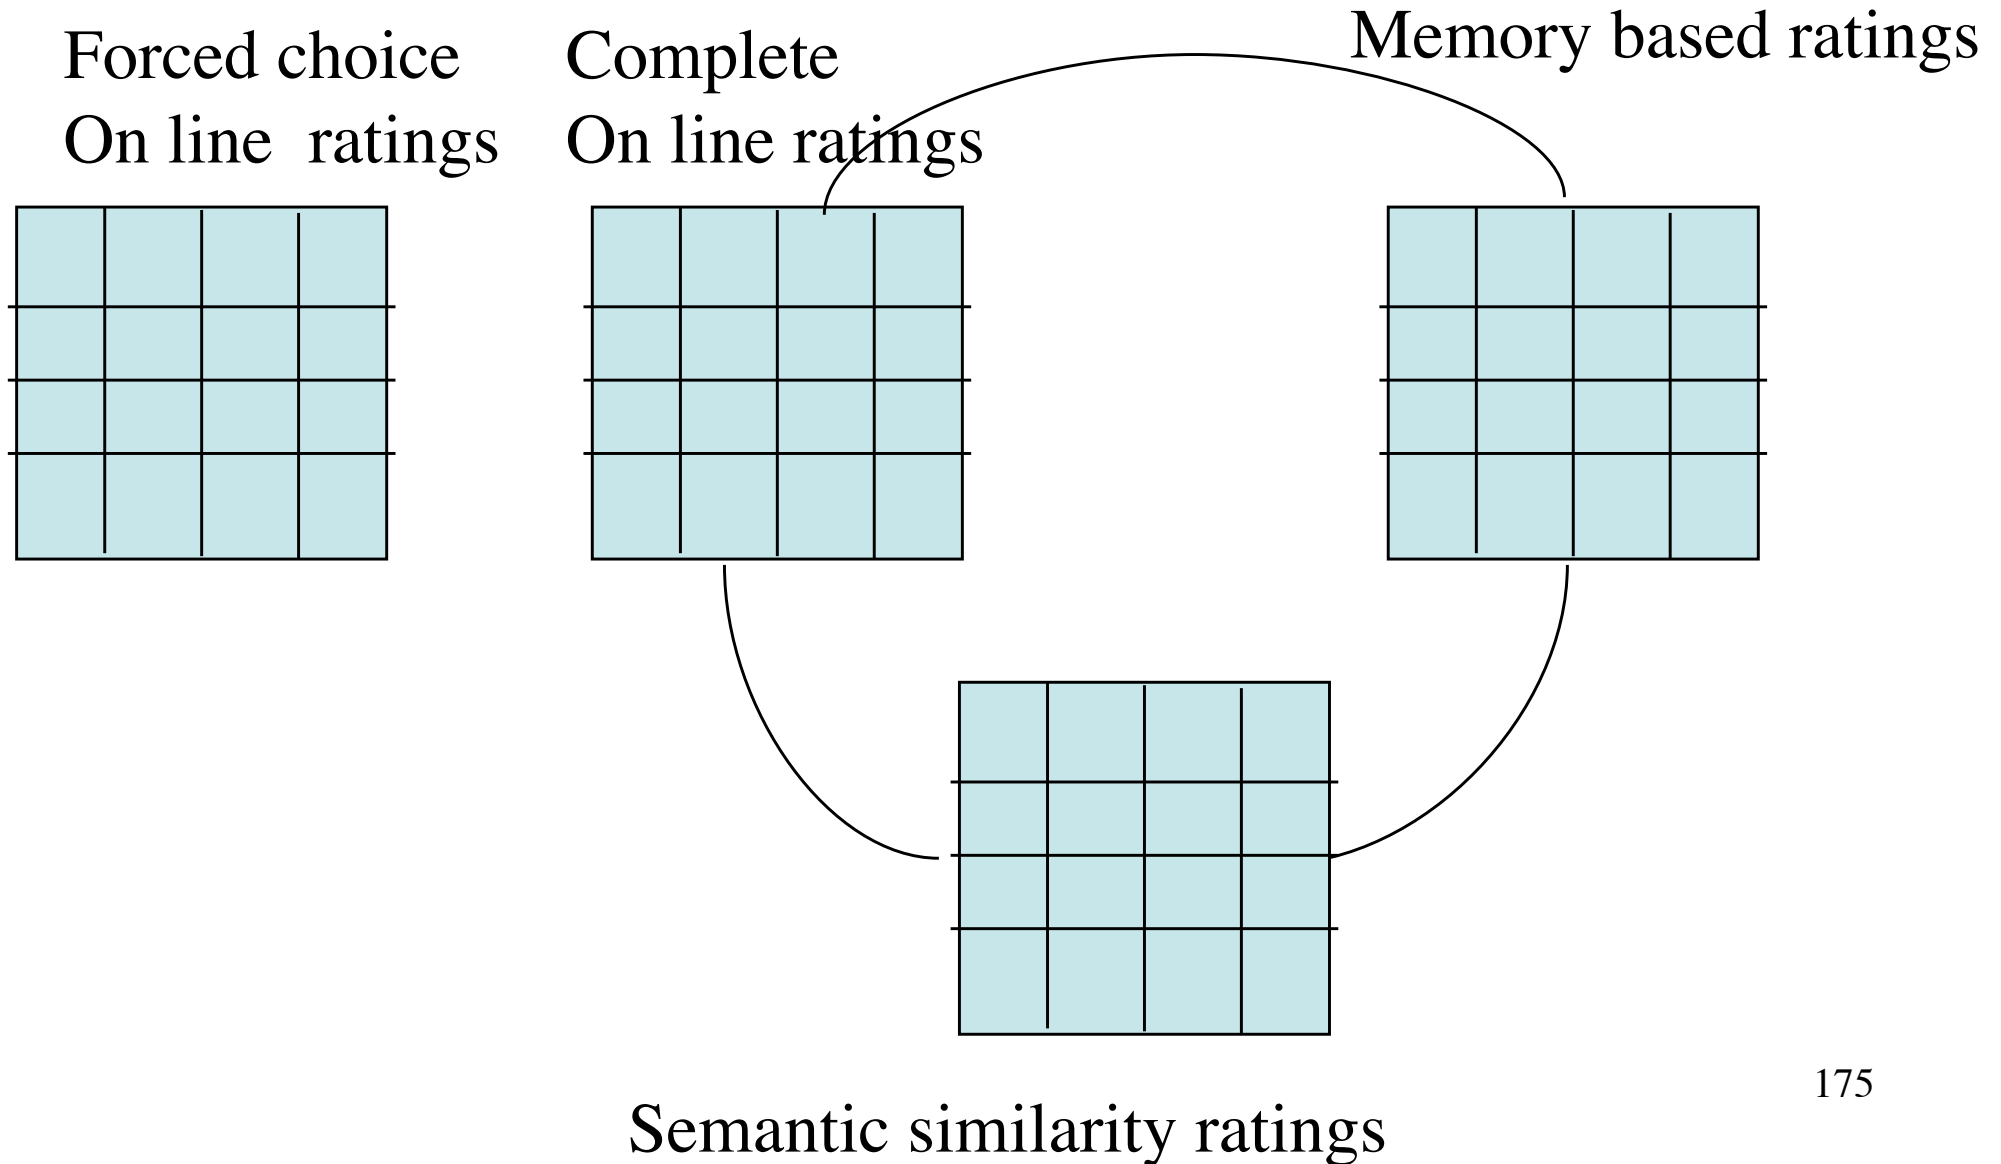 Forced choice
On line  ratings
Complete
On line ratings
Memory based ratings
Semantic similarity ratings
175